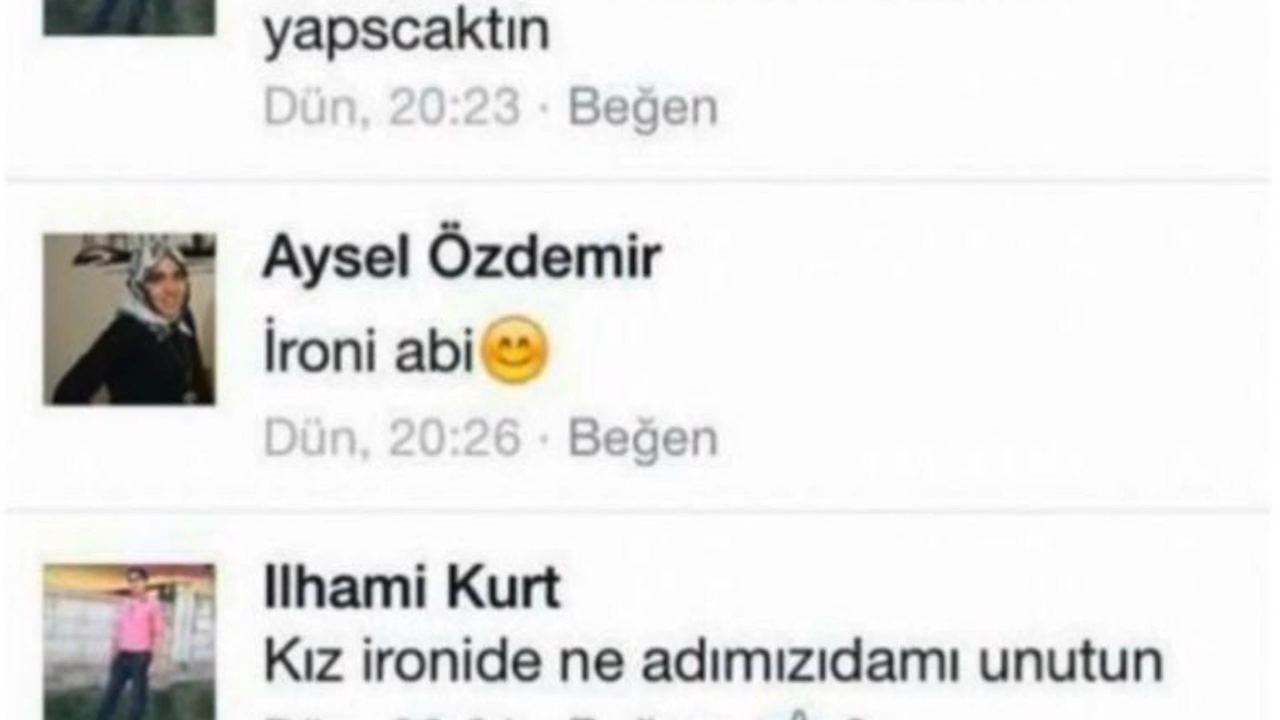 yapscaktın
Dün, 20:23 · Beğen
Aysel Özdemir
İroni abi😊
Dün, 20:26 · Beğen
Ilhami Kurt
Kız ironide ne adımızıdamı unutun